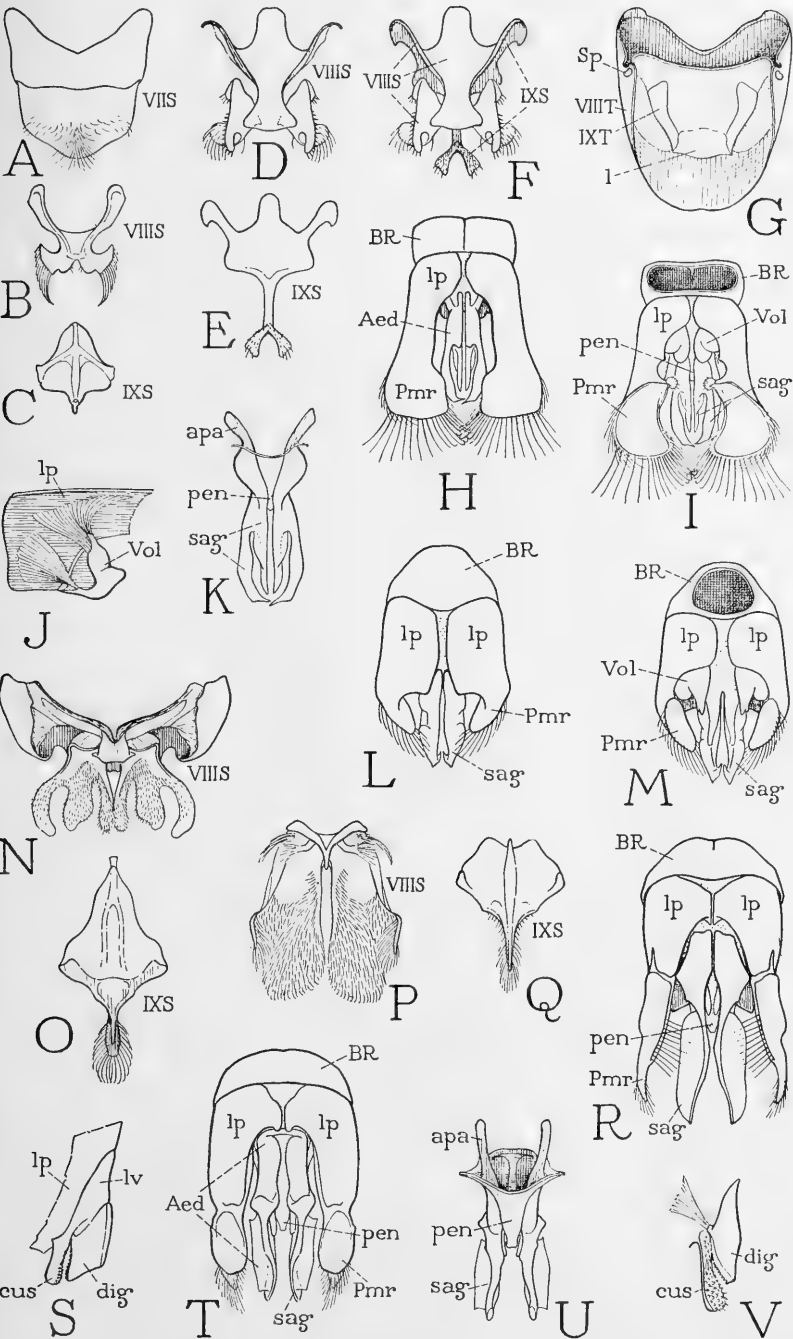 VIIS
A
VIIIS
D
VIIIS
IXS
F
Sp
VIIIT
IXT
1
G
VIIIS
B
IXS
E
BR
lp
Aed
Pmr
H
BR
lp
Vol
pen
Pmr
sag
I
IXS
C
lp
Vol
J
apa
pen
sag
K
BR
lp
lp
Pmr
sag
L
BR
lp
lp
Vol
Pmr
sag
M
VIIIS
N
IXS
O
VIIIS
P
IXS
Q
BR
lp
lp
pen
Pmr
sag
R
lp
lv
cus
dig
S
BR
lp
lp
Aed
pen
sag
Pmr
T
apa
pen
sag
U
dig
cus
V